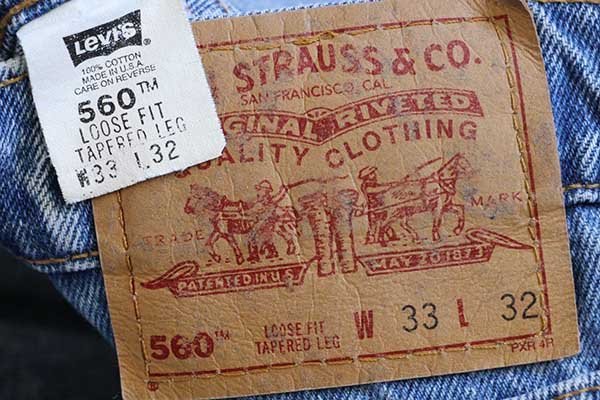 Levi's®
100% COTTON
MADE IN U.S.A.
CARE ON REVERSE
560™
LOOSE FIT
TAPERED LEG
W33 L32
STRAUSS & CO.
SAN FRANCISCO CAL.
ORIGINAL RIVETED
QUALITY CLOTHING
TRADE MARK
PATENTED IN U.S. MAY 20 1873
560™ LOOSE FIT TAPERED LEG W 33 L 32
® PXR 4R